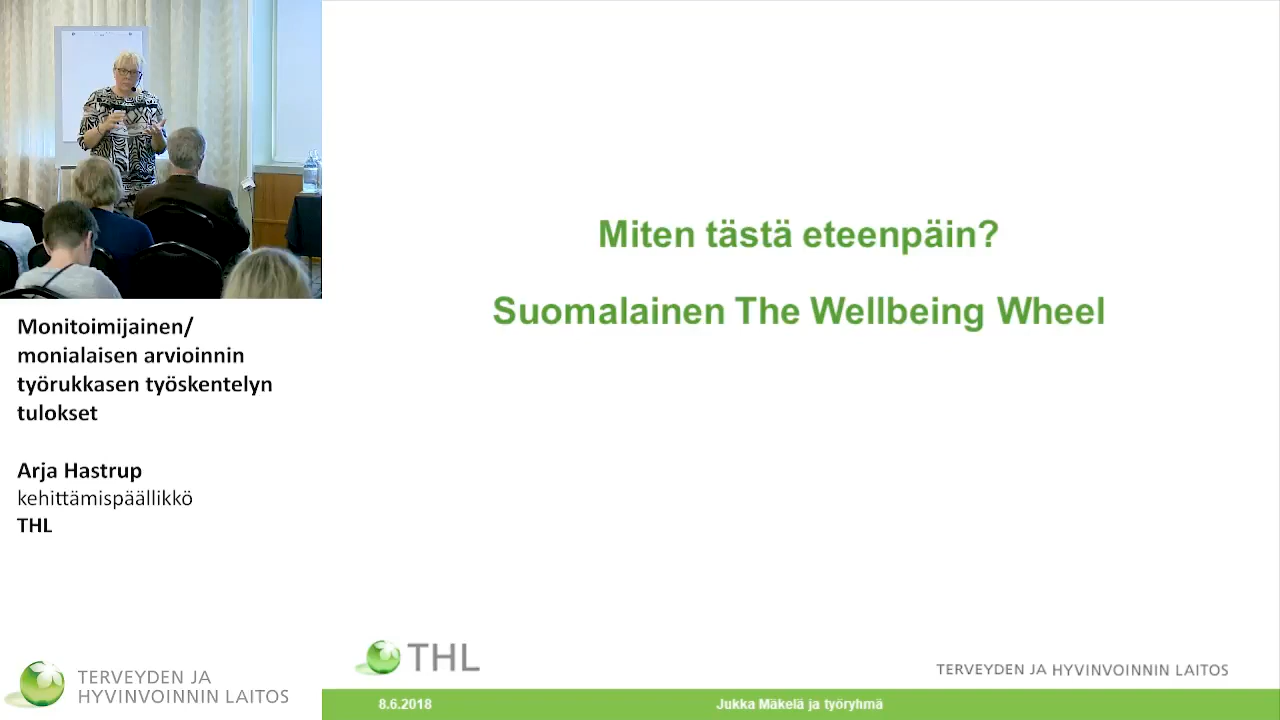 Monitoimijainen/
monialaisen arvioinnin
työrukkasen työskentelyn
tulokset
Arja Hastrup
kehittämispäällikkö
THL
TERVEYDEN JA
HYVINVOINNIN LAITOS
Miten tästä eteenpäin?
Suomalainen The Wellbeing Wheel
THL
TERVEYDEN JA HYVINVOINNIN LAITOS
8.6.2018
Jukka Mäkelä ja työryhmä